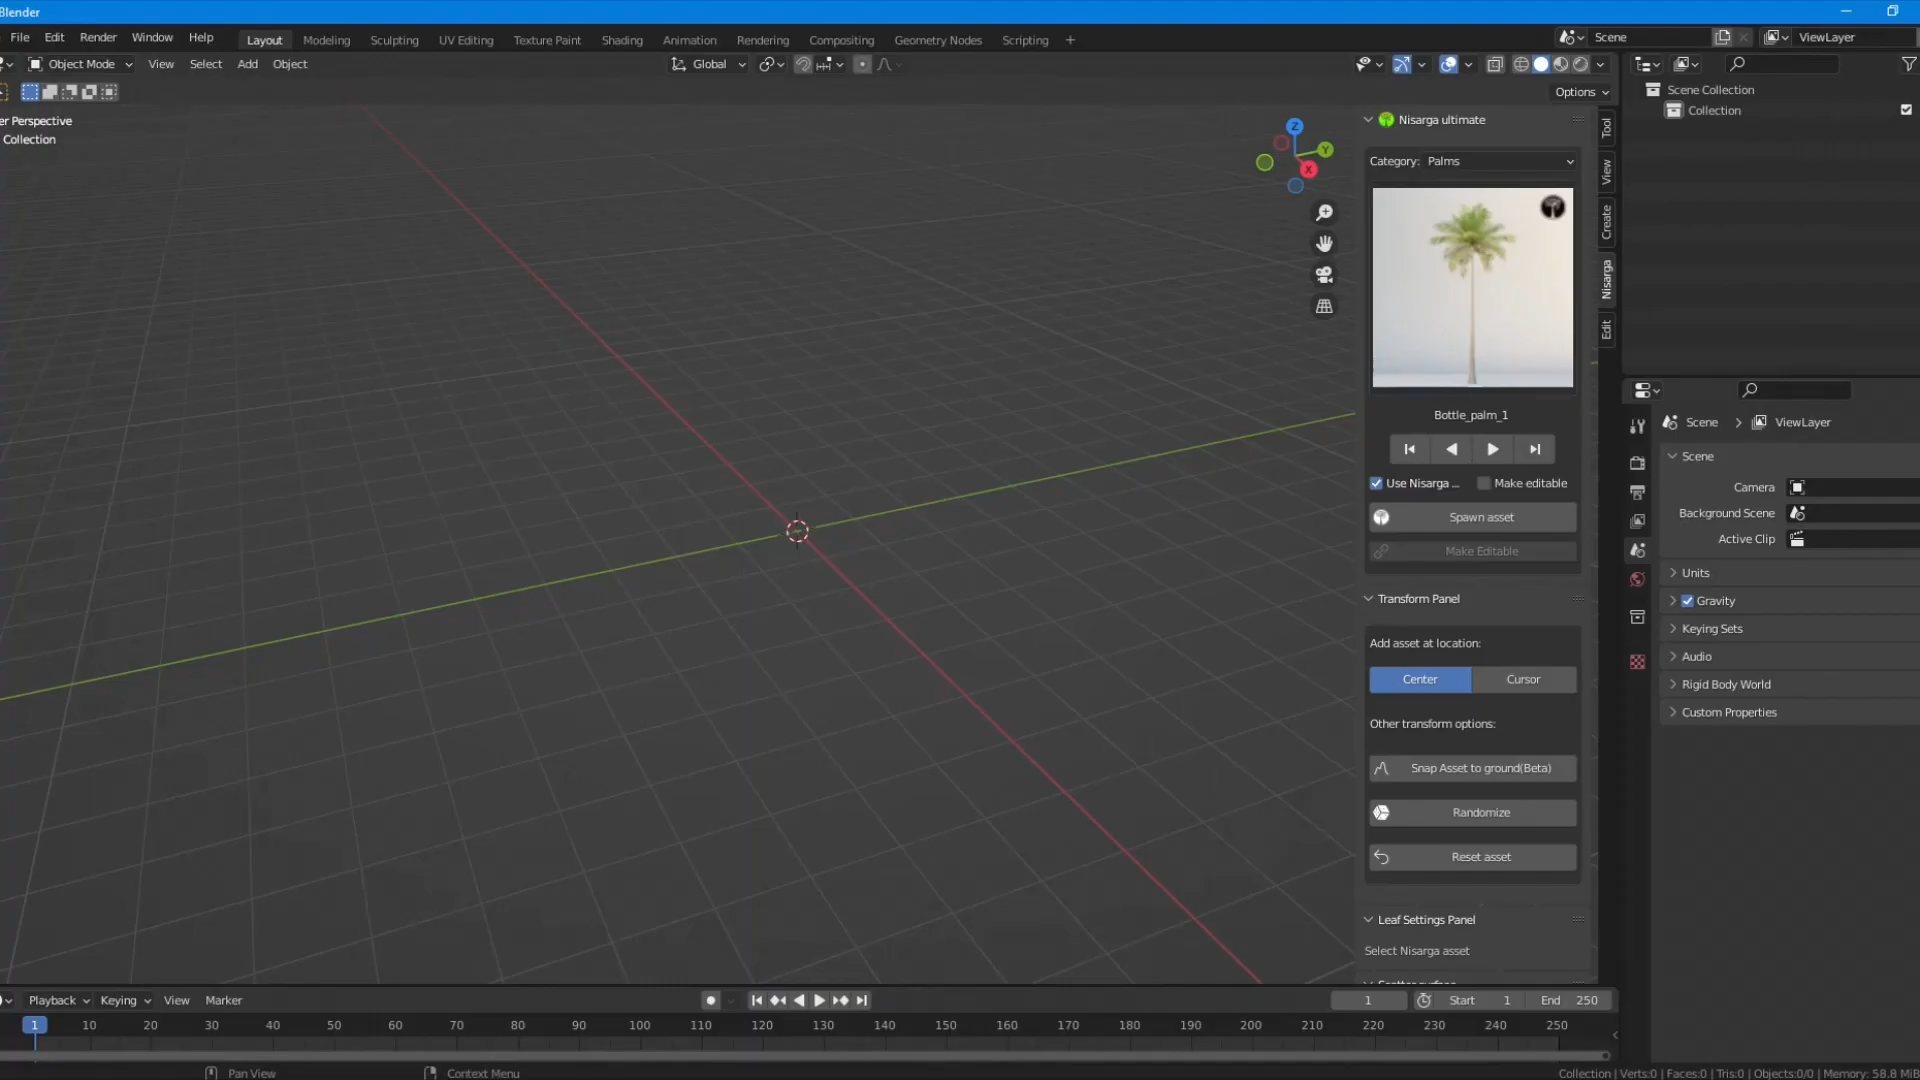 Blender
File Edit Render Window Help Layout Modeling Sculpting UV Editing Texture Paint Shading Animation Rendering Compositing Geometry Nodes Scripting + Scene ViewLayer
Object Mode View Select Add Object Global
Options
er Perspective
Collection
Z
Y
X
Nisarga ultimate
Category: Palms
Bottle_palm_1
Use Nisarga ... Make editable
Spawn asset
Make Editable
Transform Panel
Add asset at location:
Center Cursor
Other transform options:
Snap Asset to ground(Beta)
Randomize
Reset asset
Leaf Settings Panel
Select Nisarga asset
Tool
View
Create
Nisarga
Edit
Scene Collection
Collection
Scene > ViewLayer
Scene
Camera
Background Scene
Active Clip
Units
Gravity
Keying Sets
Audio
Rigid Body World
Custom Properties
Playback Keying View Marker 1 Start 1 End 250
1 10 20 30 40 50 60 70 80 90 100 110 120 130 140 150 160 170 180 190 200 210 220 230 240 250
Pan View Context Menu Collection | Verts:0 | Faces:0 | Tris:0 | Objects:0/0 | Memory: 58.8 MiB